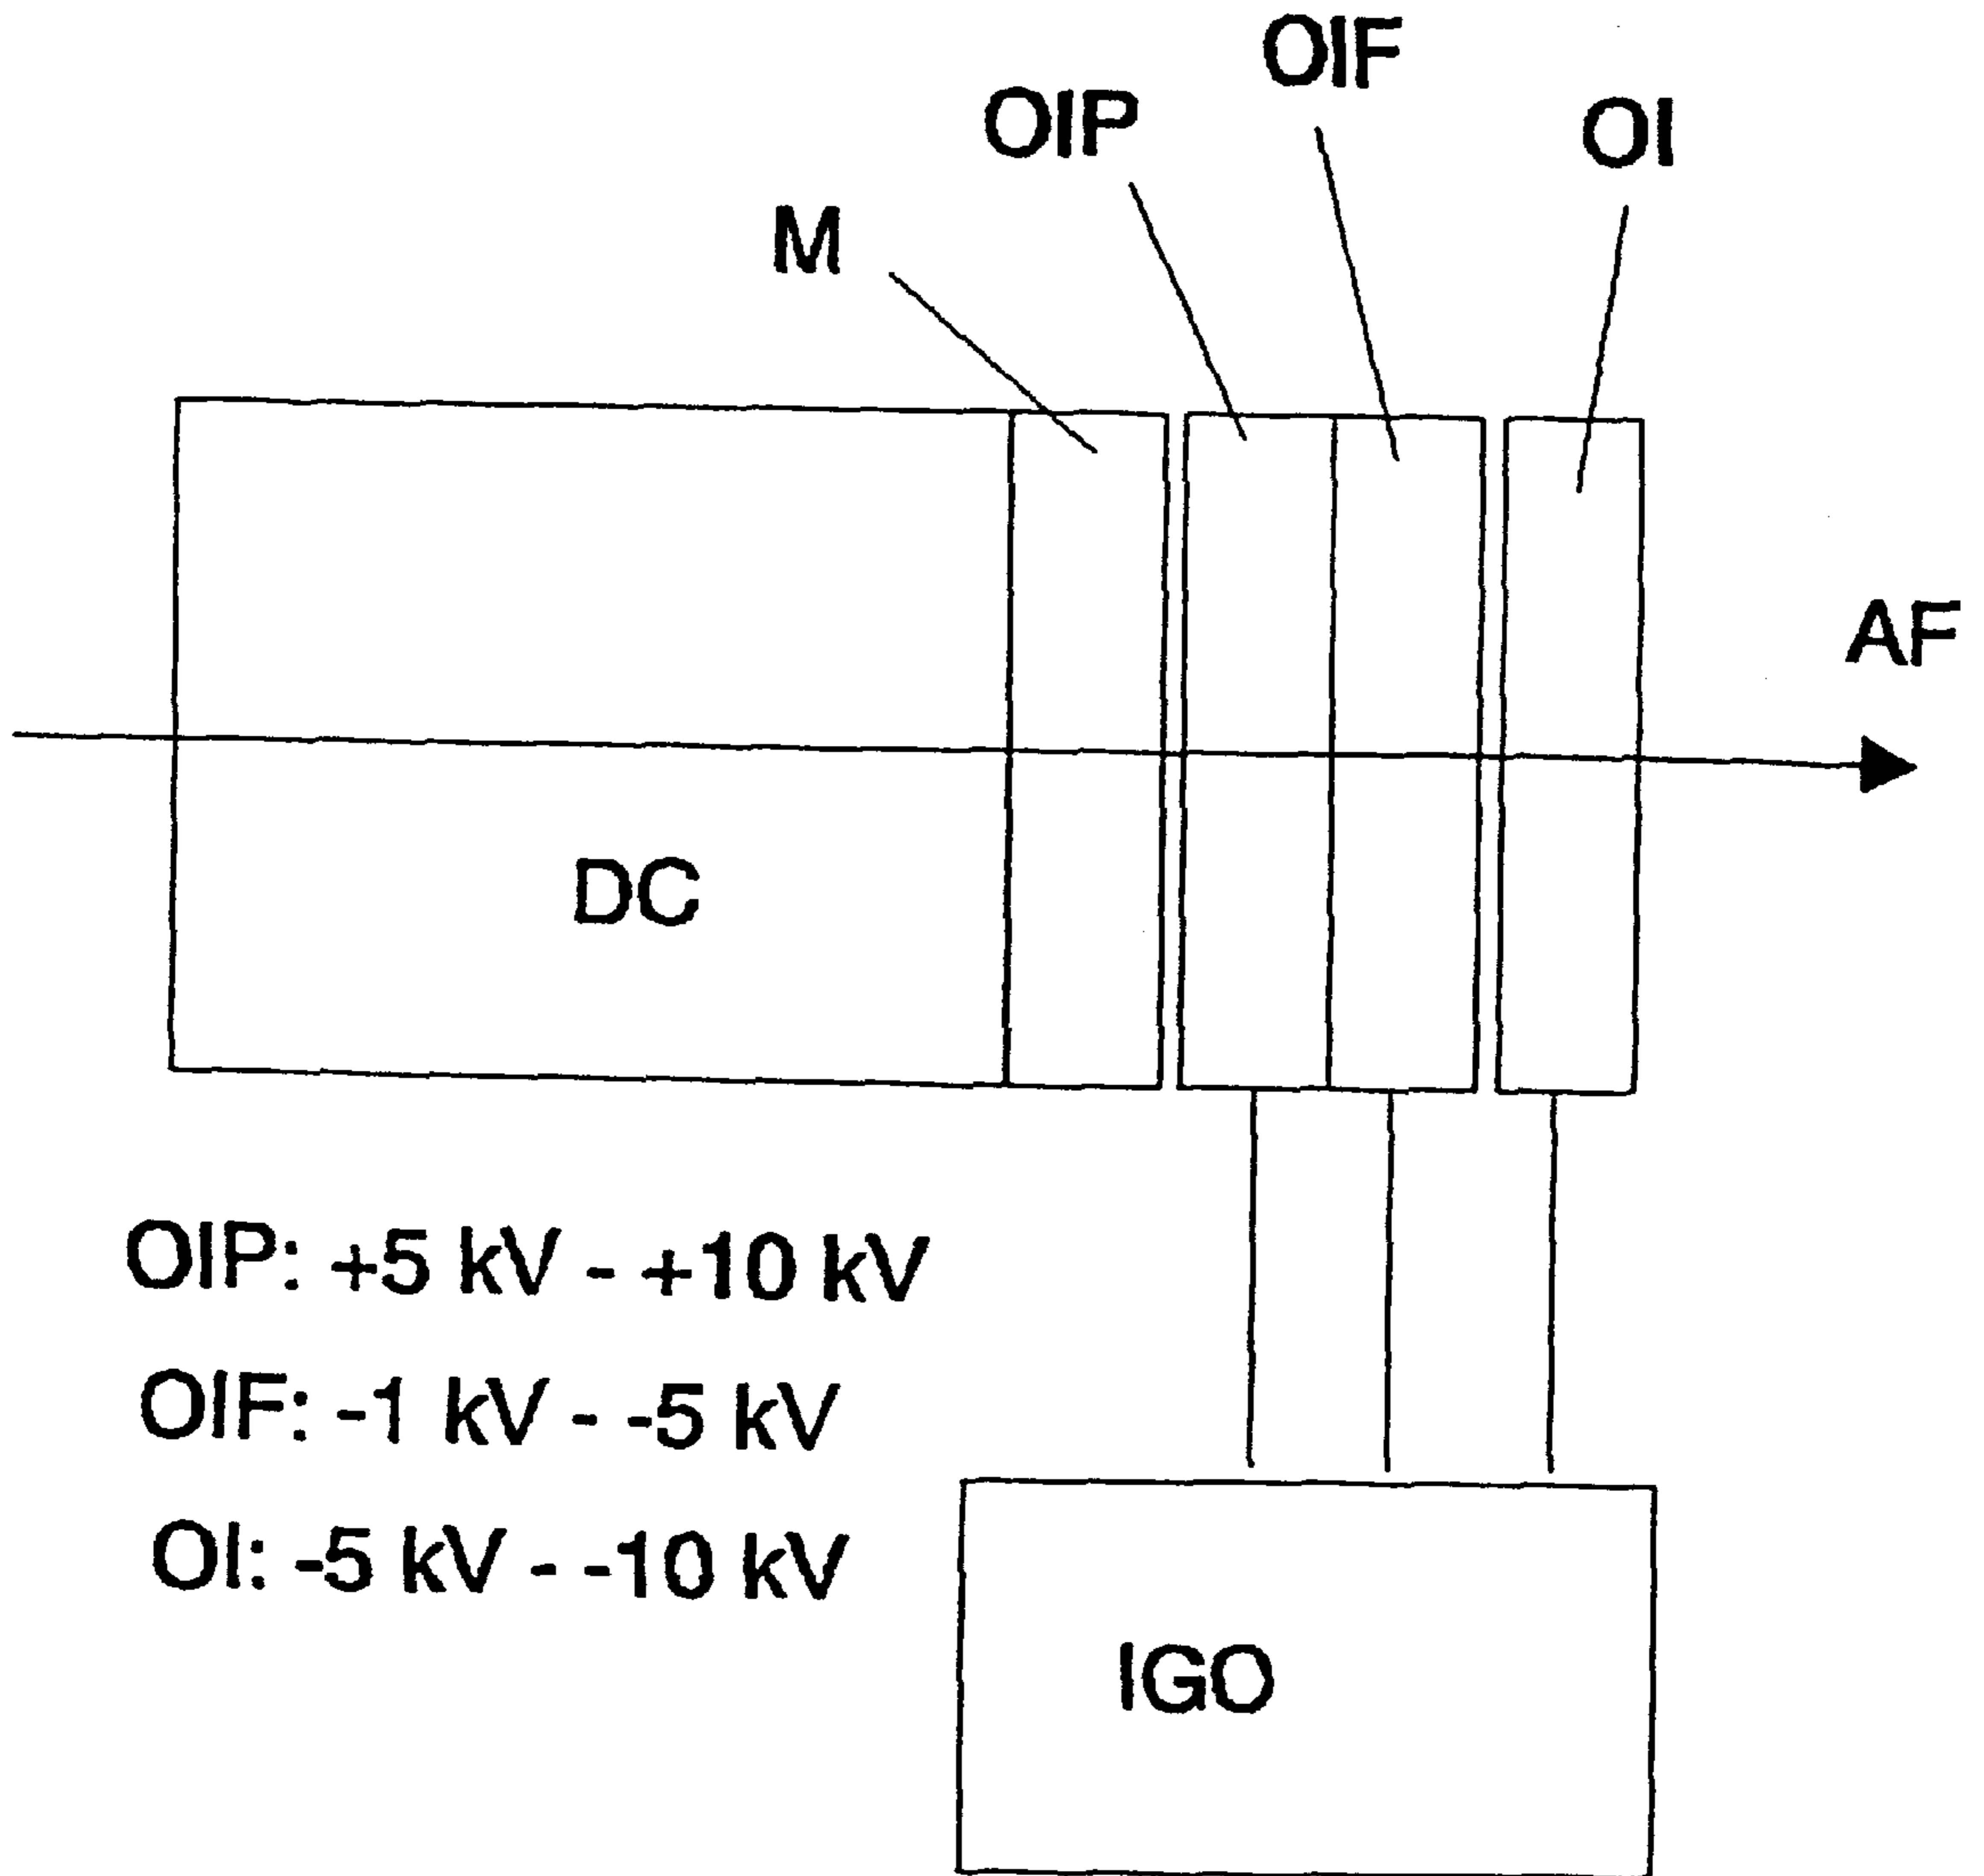 OIF
OIP
OI
M
AF
DC
OIP: +5 kV - +10 kV
OIF: -1 kV - -5 kV
OI: -5 kV - -10 kV
IGO